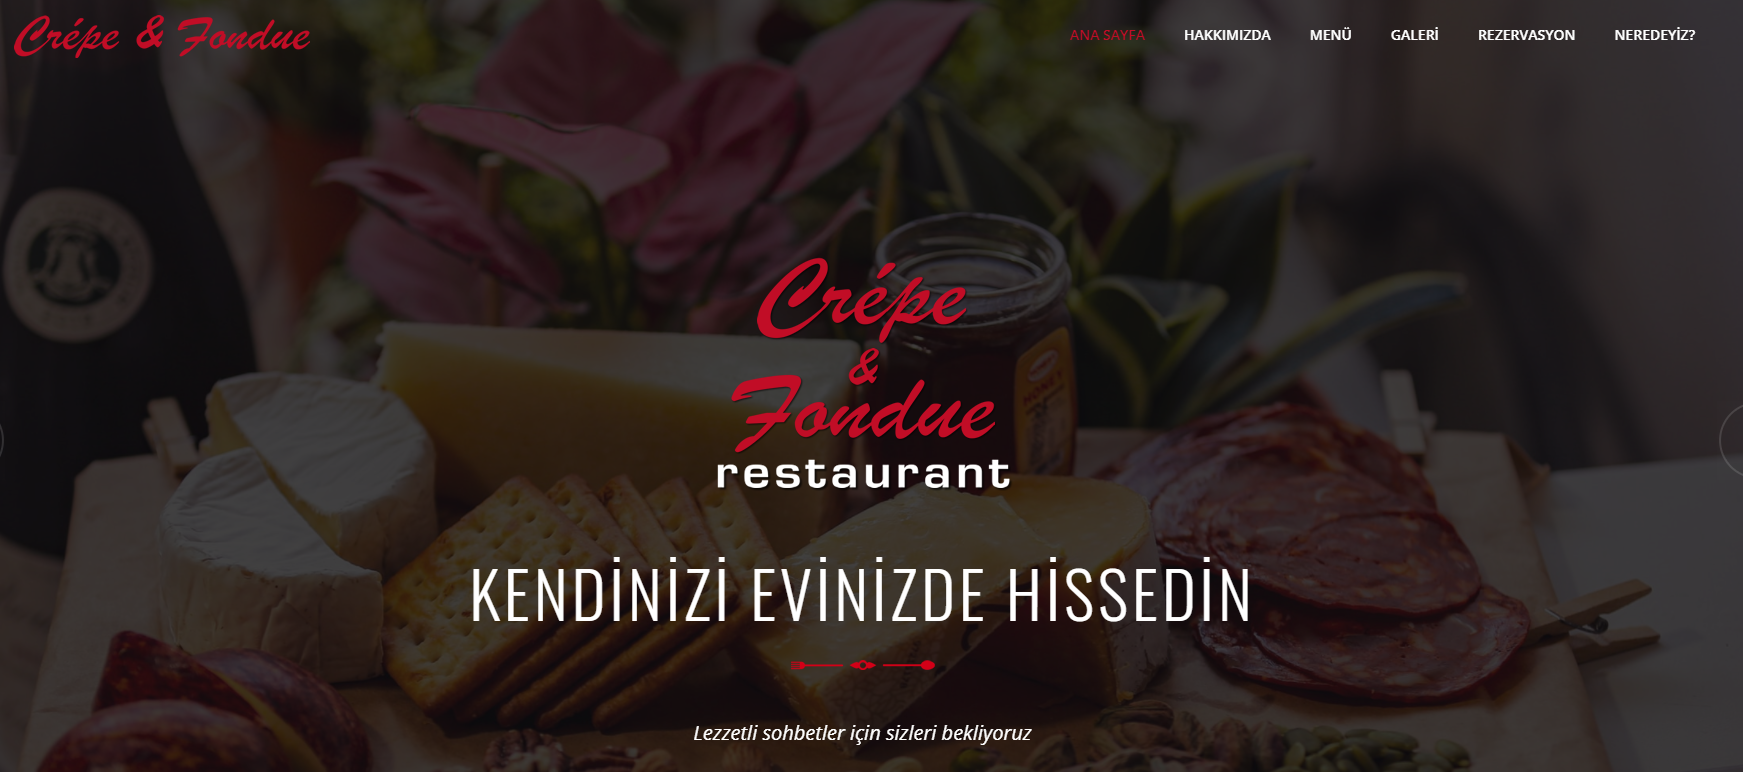 Crépe & Fondue
ANA SAYFA HAKKIMIZDA MENÜ GALERİ REZERVASYON NEREDEYİZ?
Crépe
&
Fondue
restaurant
KENDİNİZİ EVİNİZDE HİSSEDİN
Lezzetli sohbetler için sizleri bekliyoruz